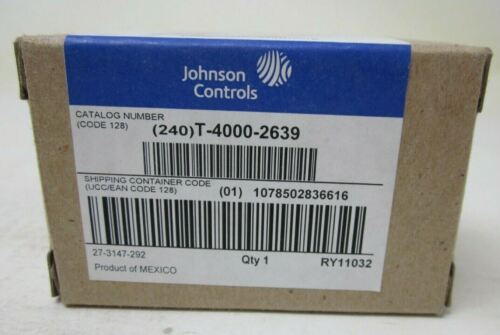 Johnson
Controls
CATALOG NUMBER
(CODE 128)
(240)T-4000-2639
SHIPPING CONTAINER CODE
(UCC/EAN CODE 128)
(01) 1078502836616
27-3147-292
Qty 1
RY11032
Product of MEXICO